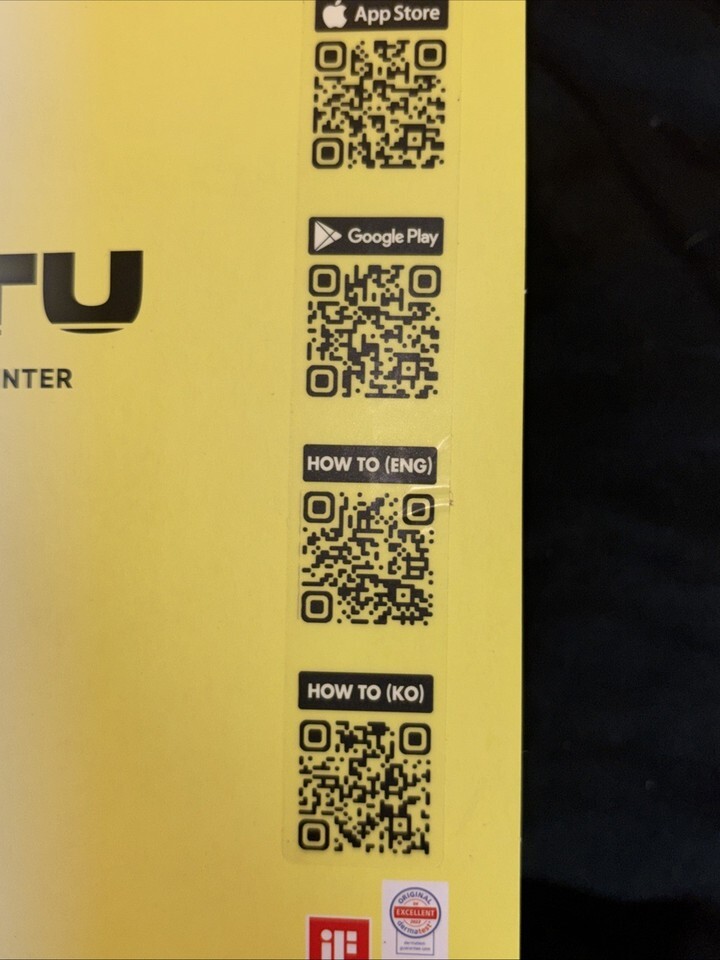 App Store
Google Play
TU
NTER
HOW TO (ENG)
HOW TO (KO)
ORIGINAL
EXCELLENT
dermatest
iF